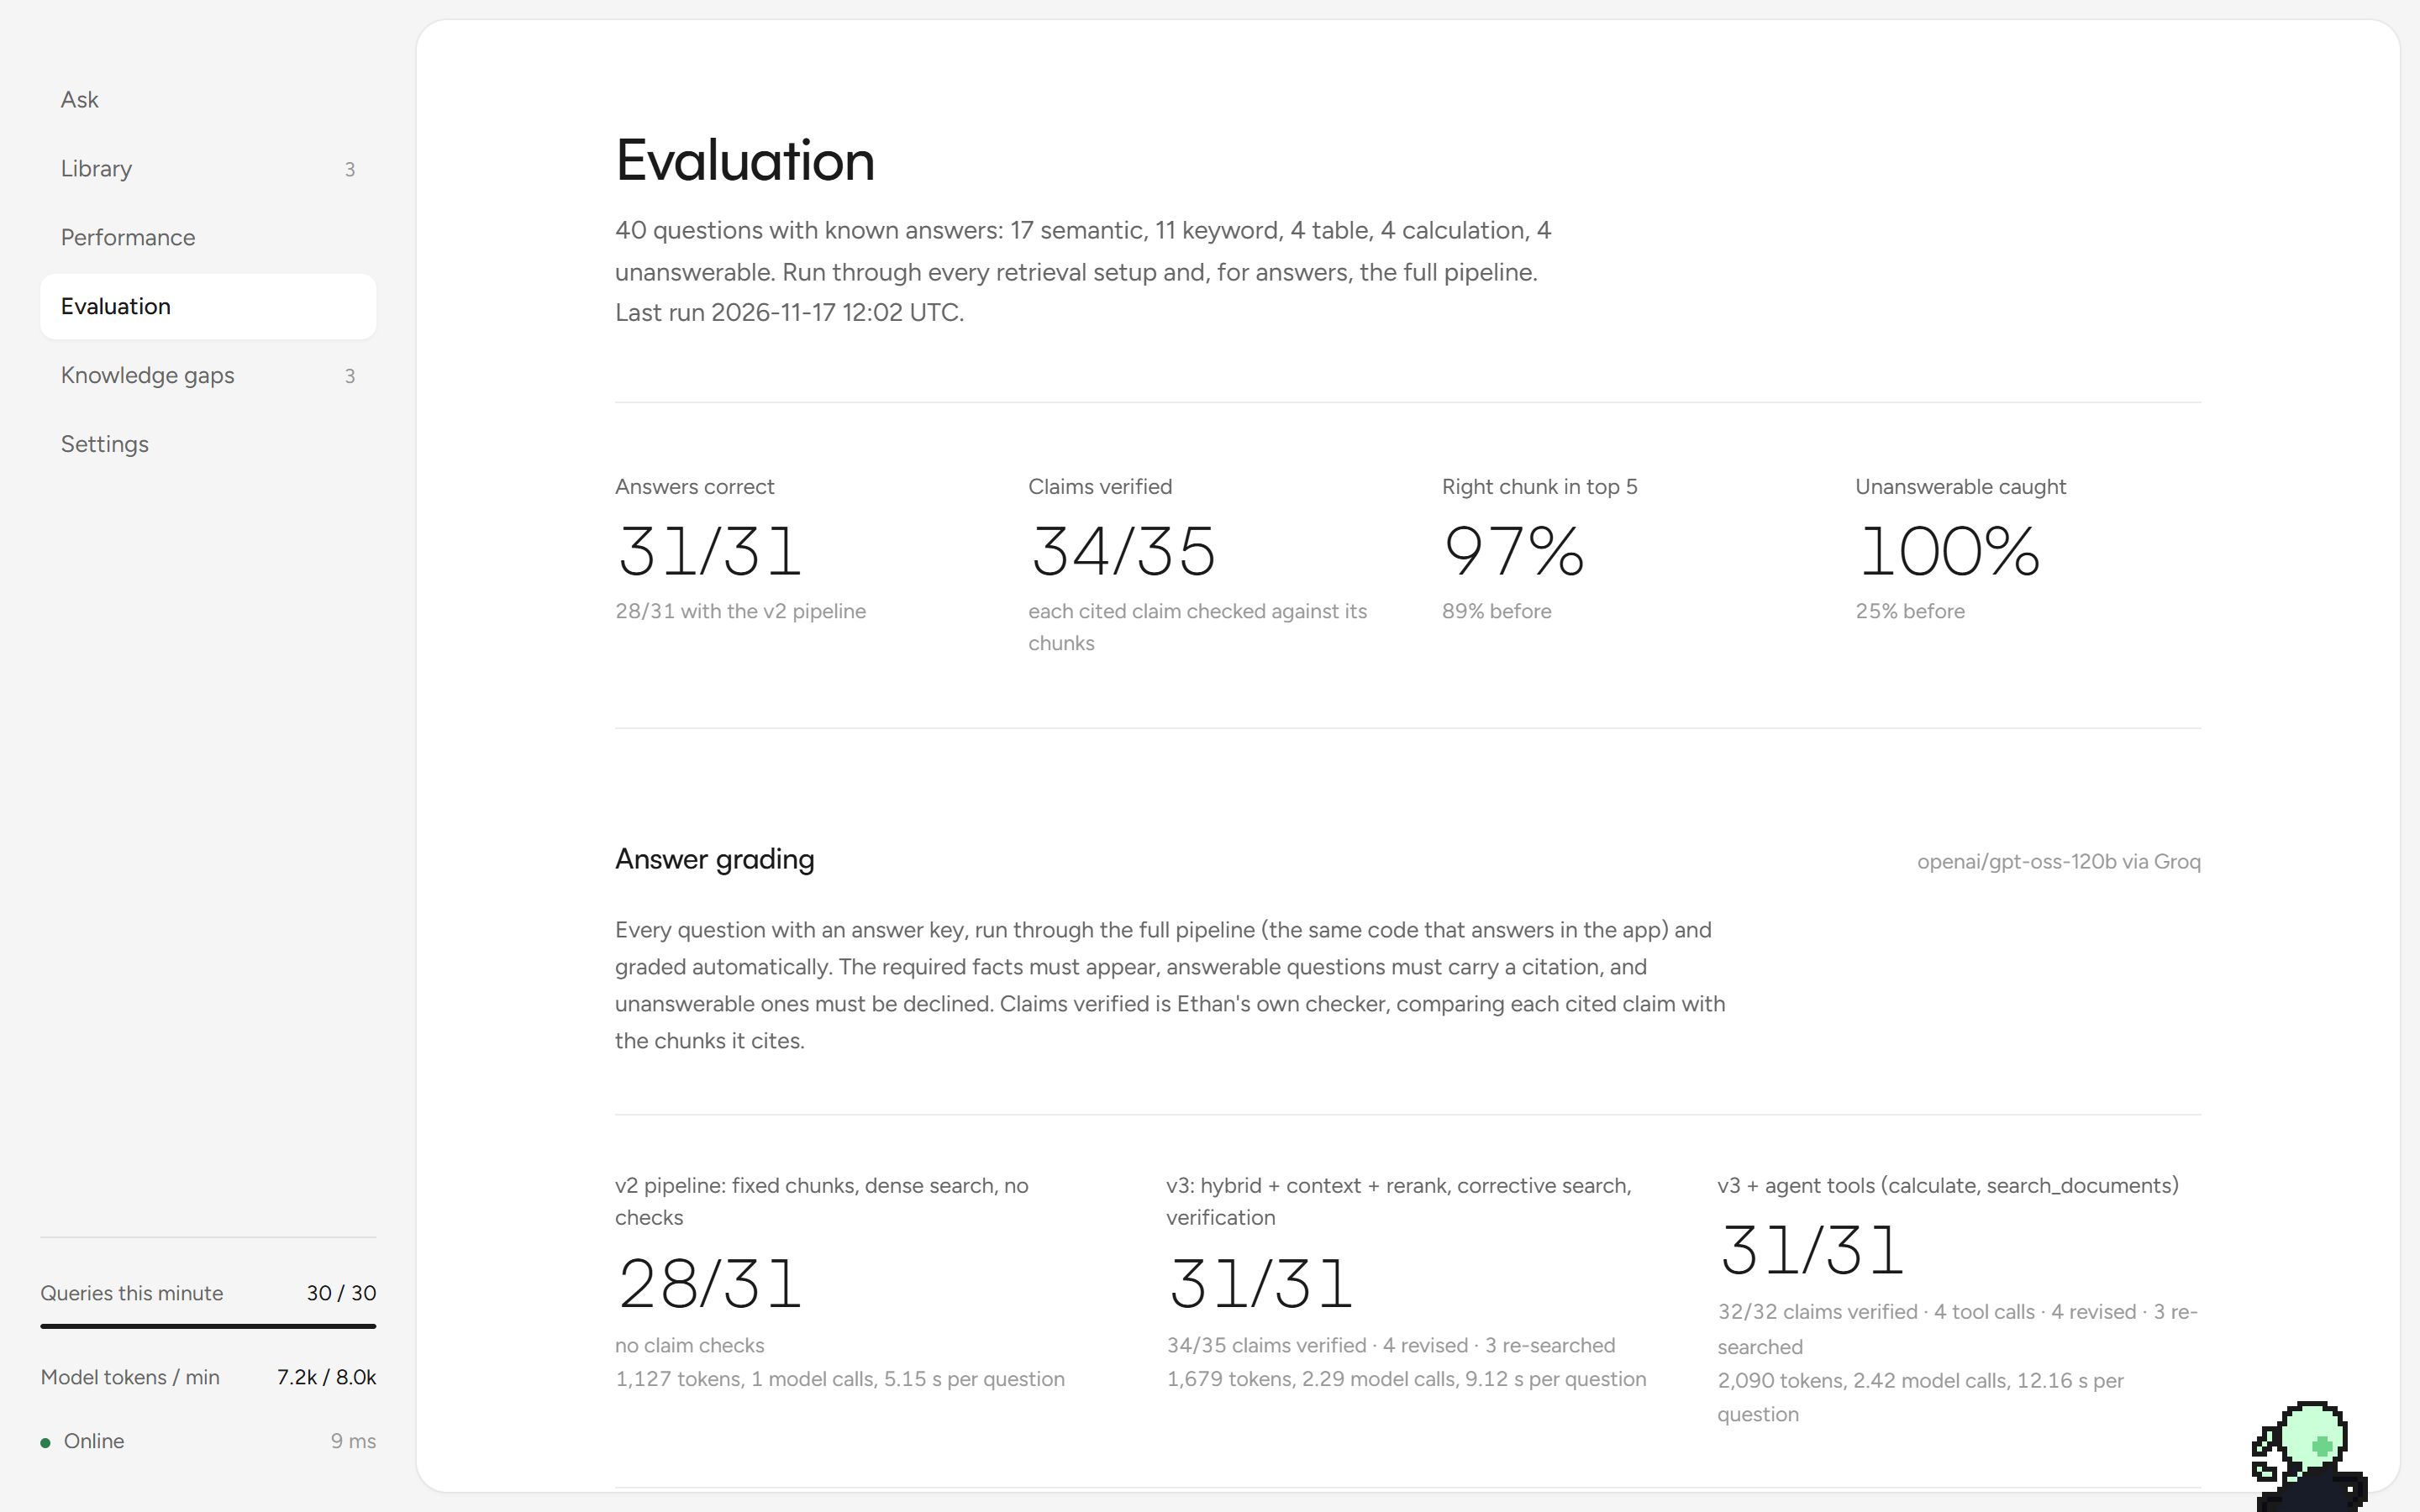 Ask
Library 3
Performance
Evaluation
Knowledge gaps 3
Settings
Queries this minute 30 / 30
Model tokens / min 7.2k / 8.0k
Online 9 ms
Evaluation
40 questions with known answers: 17 semantic, 11 keyword, 4 table, 4 calculation, 4
unanswerable. Run through every retrieval setup and, for answers, the full pipeline.
Last run 2026-11-17 12:02 UTC.
Answers correct
31/31
28/31 with the v2 pipeline
Claims verified
34/35
each cited claim checked against its
chunks
Right chunk in top 5
97%
89% before
Unanswerable caught
100%
25% before
Answer grading
openai/gpt-oss-120b via Groq
Every question with an answer key, run through the full pipeline (the same code that answers in the app) and
graded automatically. The required facts must appear, answerable questions must carry a citation, and
unanswerable ones must be declined. Claims verified is Ethan's own checker, comparing each cited claim with
the chunks it cites.
v2 pipeline: fixed chunks, dense search, no
checks
28/31
no claim checks
1,127 tokens, 1 model calls, 5.15 s per question
v3: hybrid + context + rerank, corrective search,
verification
31/31
34/35 claims verified · 4 revised · 3 re-searched
1,679 tokens, 2.29 model calls, 9.12 s per question
v3 + agent tools (calculate, search_documents)
31/31
32/32 claims verified · 4 tool calls · 4 revised · 3 re-
searched
2,090 tokens, 2.42 model calls, 12.16 s per
question